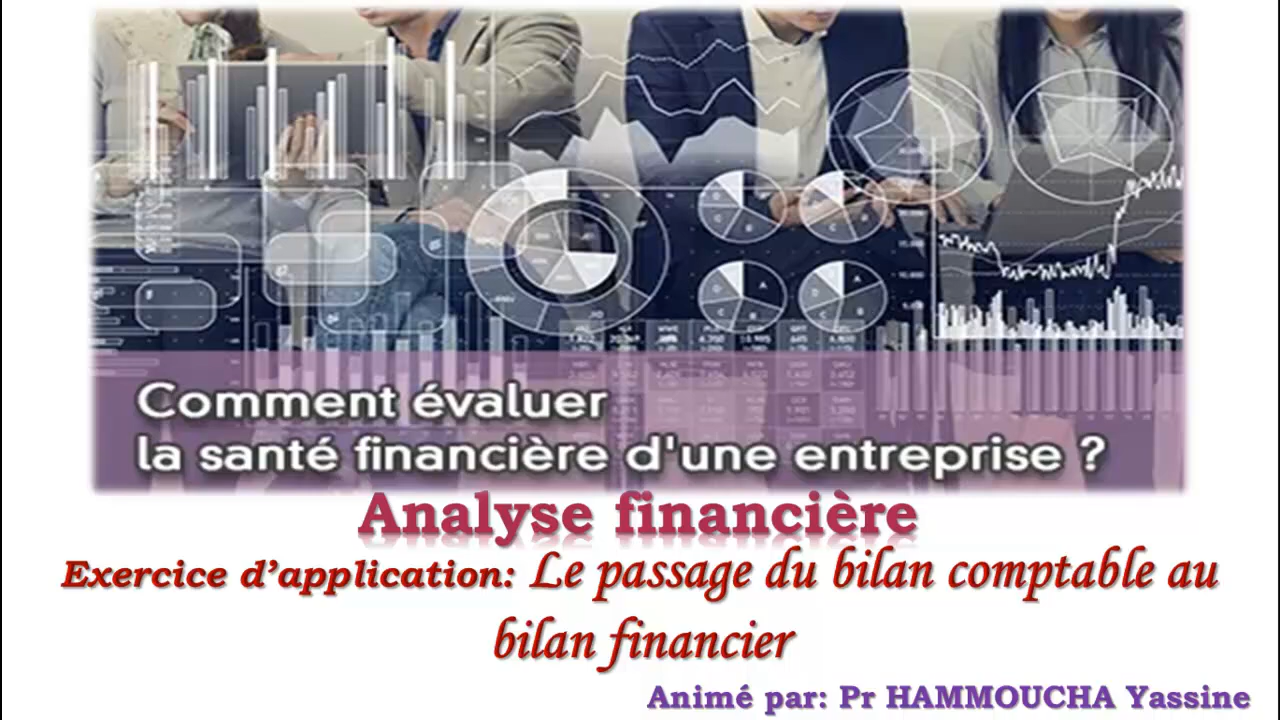 Comment évaluer
la santé financière d'une entreprise ?
Analyse financière
Exercice d’application: Le passage du bilan comptable au
bilan financier
Animé par: Pr HAMMOUCHA Yassine